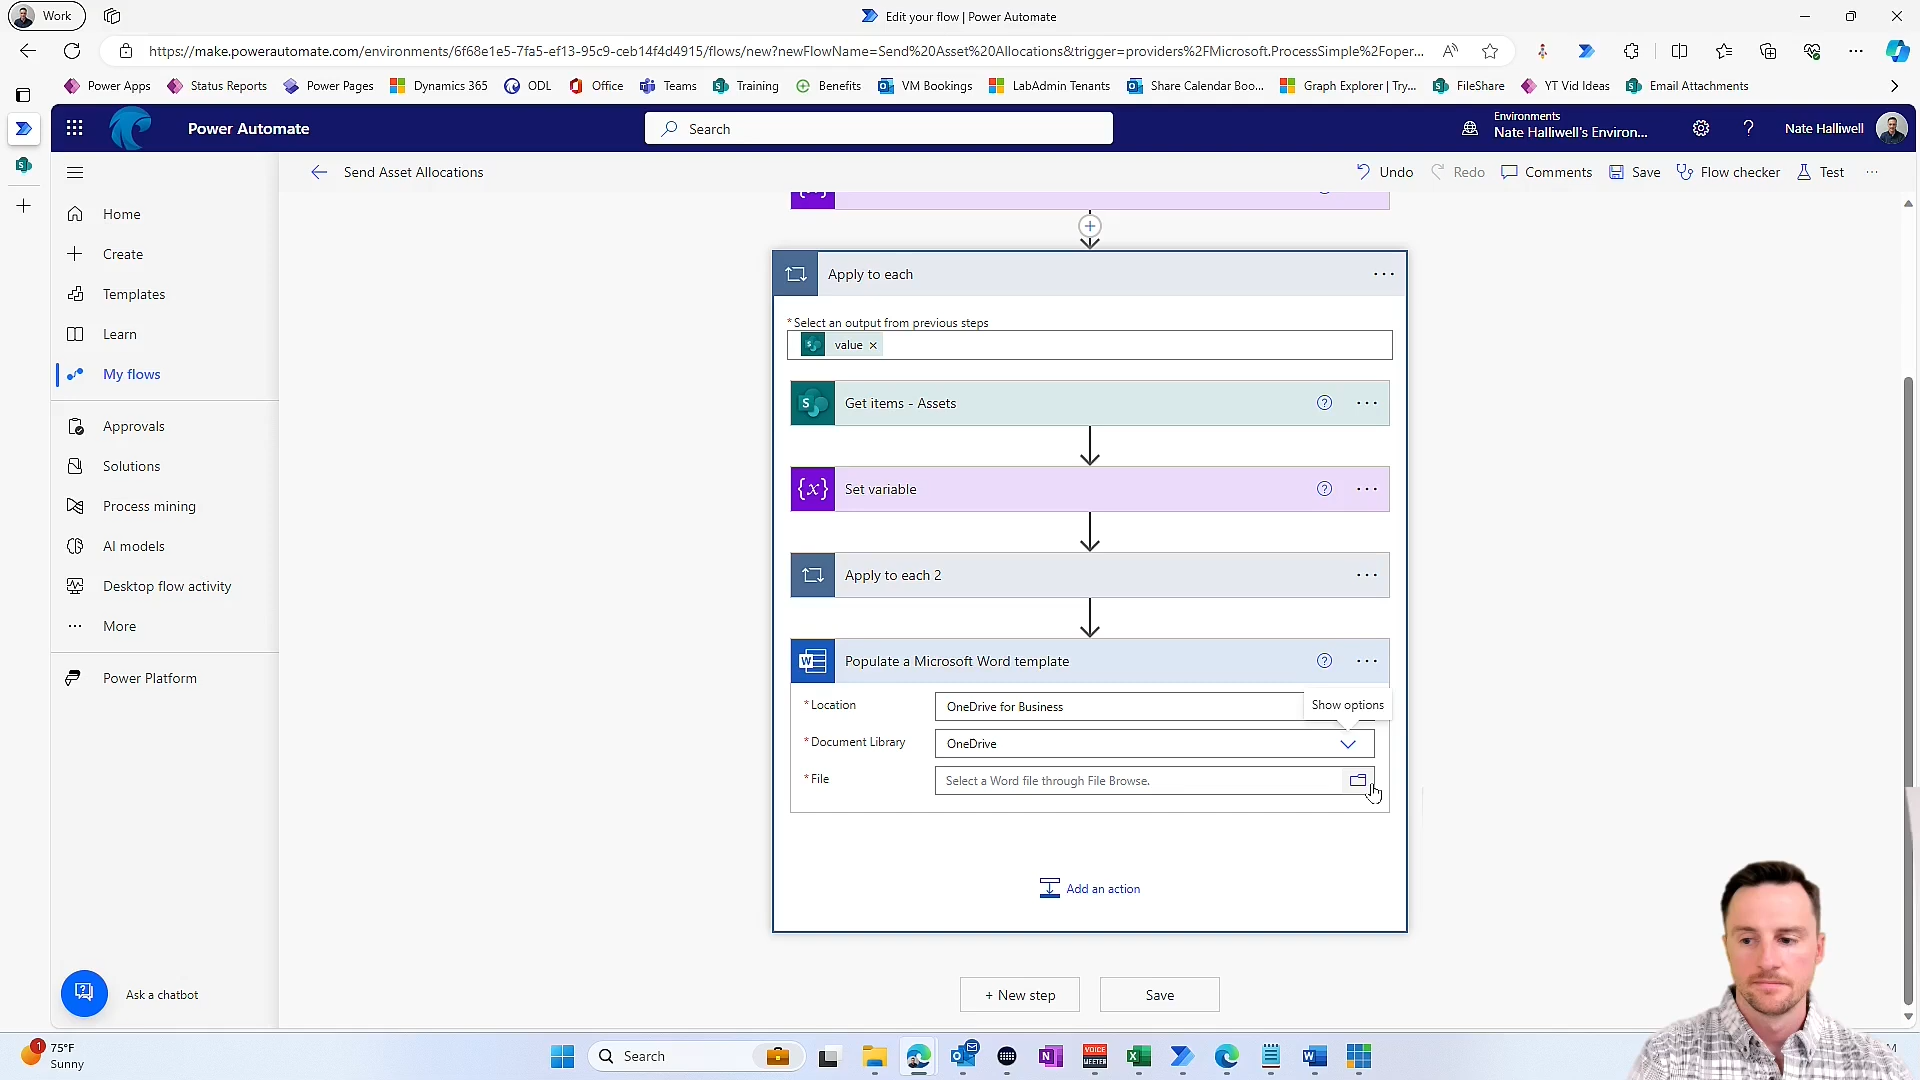 Work
Edit your flow | Power Automate
https://make.powerautomate.com/environments/6f68e1e5-7fa5-ef13-95c9-ceb14f4d4915/flows/new?newFlowName=Send%20Asset%20Allocations&trigger=providers%2FMicrosoft.ProcessSimple%2Foper...
Power Apps
Status Reports
Power Pages
Dynamics 365
ODL
Office
Teams
Training
Benefits
VM Bookings
LabAdmin Tenants
Share Calendar Boo...
Graph Explorer | Try...
FileShare
YT Vid Ideas
Email Attachments
Power Automate
Search
Environments
Nate Halliwell's Environ...
Nate Halliwell
Send Asset Allocations
Undo
Redo
Comments
Save
Flow checker
Test
Home
Create
Templates
Learn
My flows
Approvals
Solutions
Process mining
AI models
Desktop flow activity
More
Power Platform
Ask a chatbot
Apply to each
* Select an output from previous steps
value
Get items - Assets
Set variable
Apply to each 2
Populate a Microsoft Word template
* Location
OneDrive for Business
Show options
* Document Library
OneDrive
* File
Select a Word file through File Browse.
Add an action
+ New step
Save
1
75°F
Sunny
Search
VOICE
MEETER